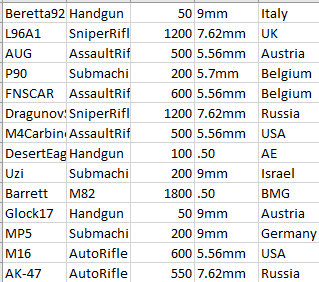 Beretta92 Handgun 50 9mm Italy
L96A1 SniperRifl 1200 7.62mm UK
AUG AssaultRif 500 5.56mm Austria
P90 Submachi 200 5.7mm Belgium
FNSCAR AssaultRif 600 5.56mm Belgium
DragunovS SniperRifl 1200 7.62mm Russia
M4Carbine AssaultRif 500 5.56mm USA
DesertEag Handgun 100 .50 AE
Uzi Submachi 200 9mm Israel
Barrett M82 1800 .50 BMG
Glock17 Handgun 50 9mm Austria
MP5 Submachi 200 9mm Germany
M16 AutoRifle 600 5.56mm USA
AK-47 AutoRifle 550 7.62mm Russia